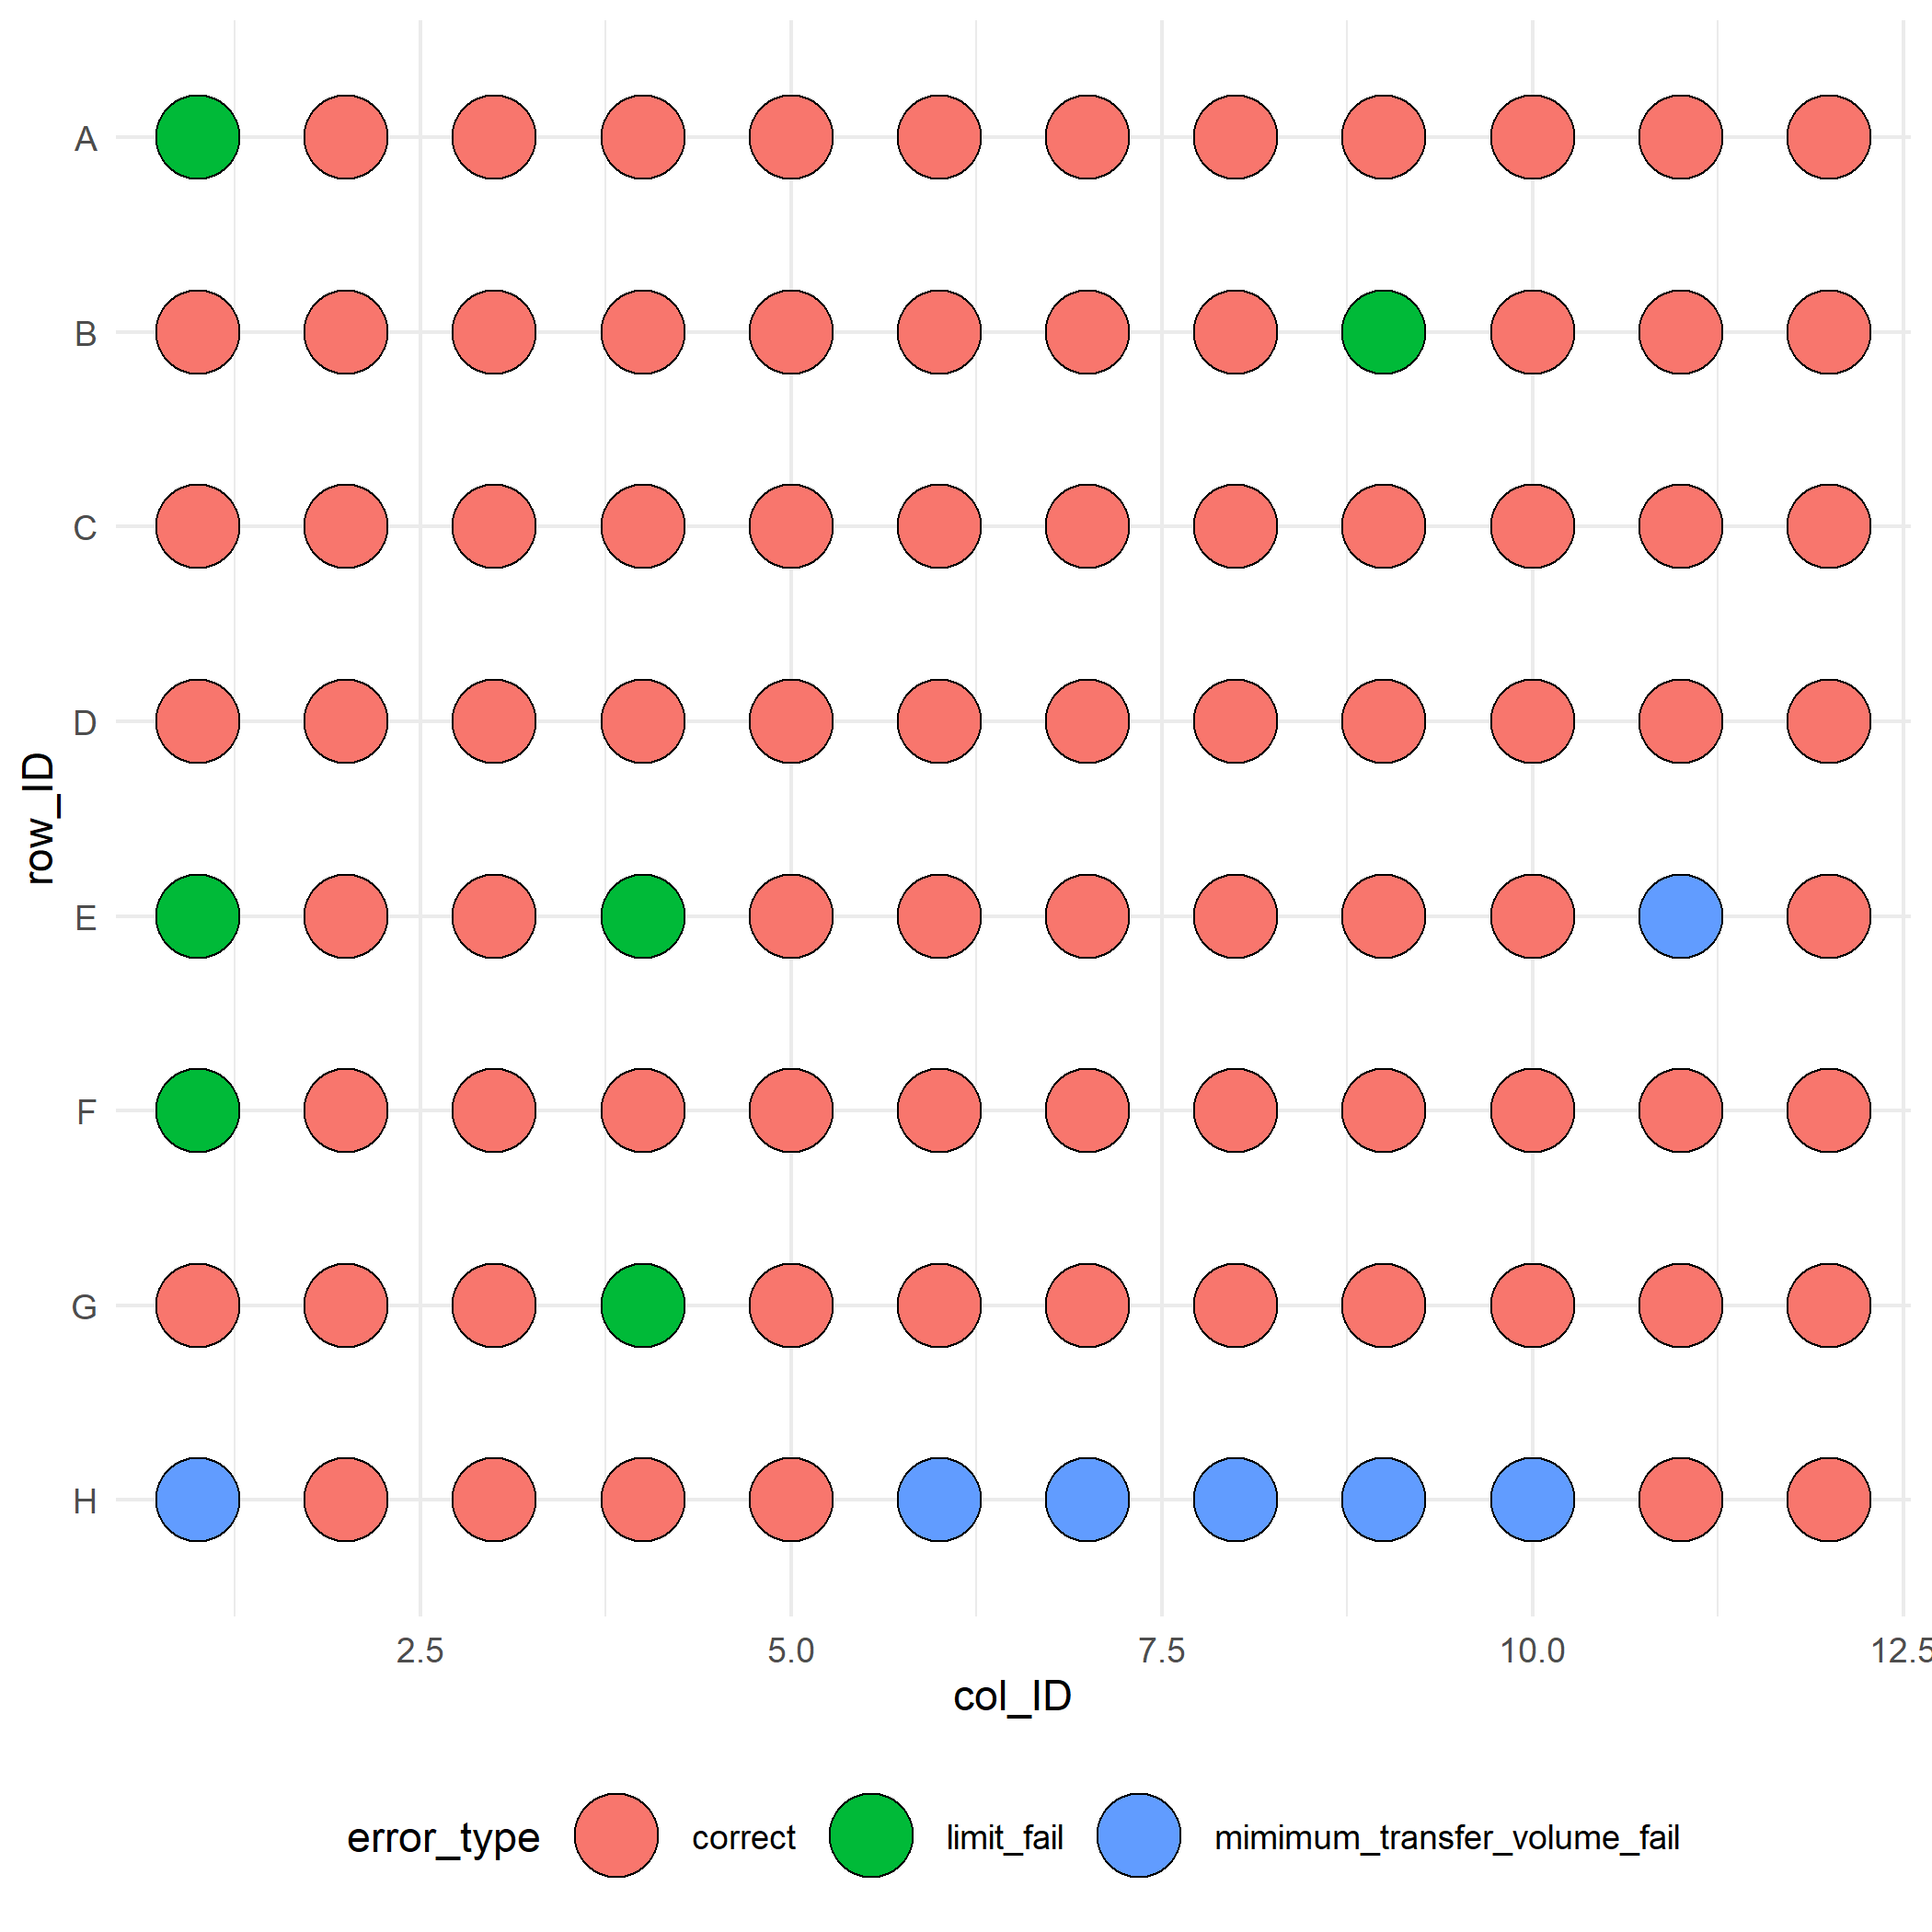 A
B
C
D
E
F
G
H
row_ID
2.5 5.0 7.5 10.0 12.5
col_ID
error_type correct limit_fail mimimum_transfer_volume_fail